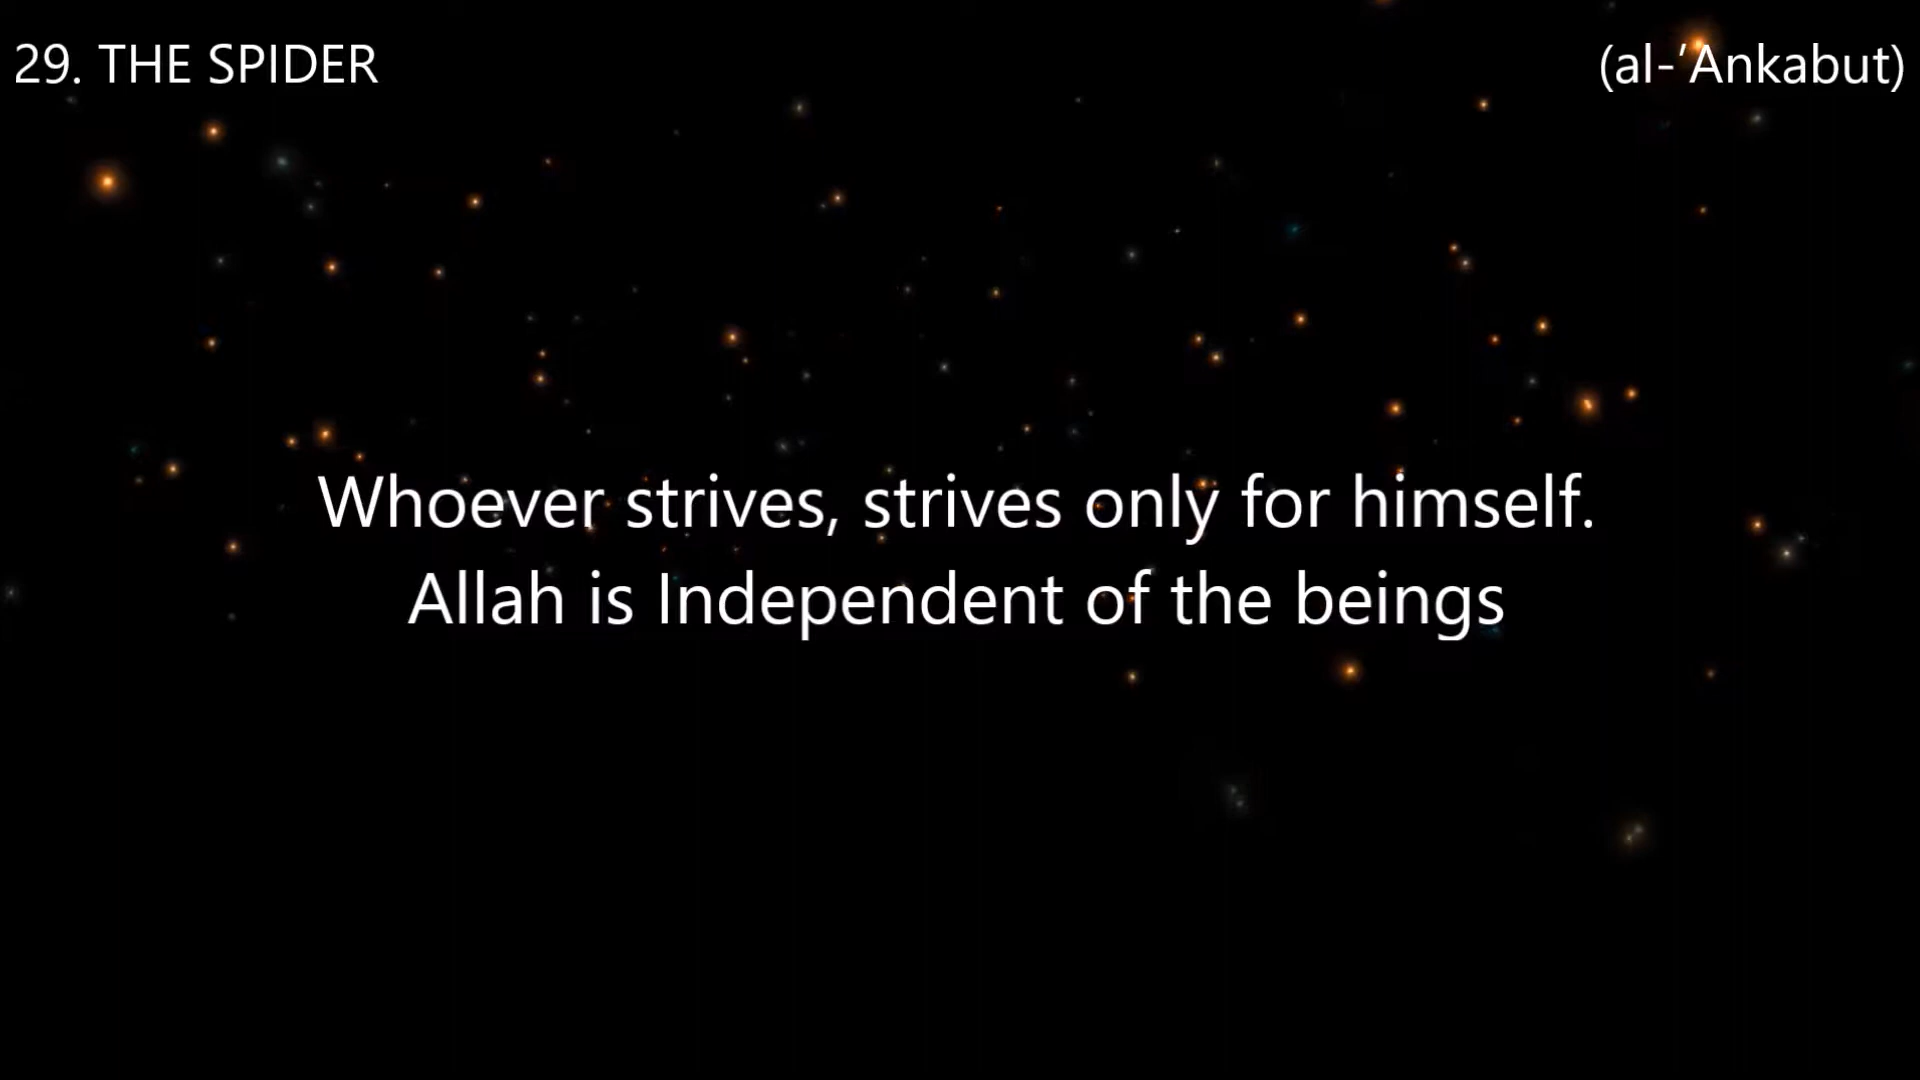 29. THE SPIDER
(al-’Ankabut)
Whoever strives, strives only for himself.
Allah is Independent of the beings